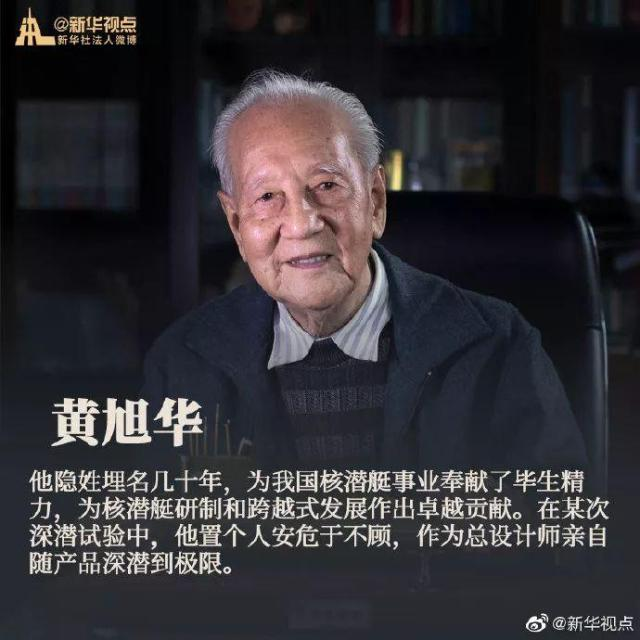 @新华视点
新华社法人微博
黄旭华
他隐姓埋名几十年，为我国核潜艇事业奉献了毕生精
力，为核潜艇研制和跨越式发展作出卓越贡献。在某次
深潜试验中，他置个人安危于不顾，作为总设计师亲自
随产品深潜到极限。
@新华视点